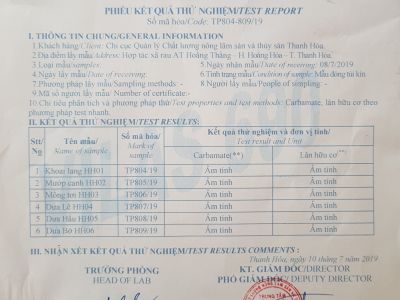 PHIẾU KẾT QUẢ THỬ NGHIỆM/TEST REPORT
Số mã hóa/Code: TP804-809/19
I. THÔNG TIN CHUNG/GENERAL INFORMATION
1.Khách hàng/Client: Chi cục Quản lý Chất lượng nông lâm sản và thủy sản Thanh Hóa.
2.Địa điểm lấy mẫu/Address: Hợp tác xã rau AT Hoằng Thắng – H. Hoằng Hóa – T. Thanh Hóa.
3.Loại mẫu/samples: 5.Ngày nhận mẫu/Date of receiving: 08/7/2019
4.Ngày lấy mẫu/Date of receiving: 6.Tình trạng mẫu/Condition of sample: Mẫu đóng túi kín
7.Phương pháp lấy mẫu/Sampling methods: - 8.Người lấy mẫu/Peoples of sample:-
9.Mã số người lấy mẫu/ Number of certificate:-
10.Chỉ tiêu phân tích và phương pháp thử/Test properties and test methods: Carbamate, lân hữu cơ theo
phương pháp test nhanh.
II. KẾT QUẢ THỬ NGHIỆM/TEST RESULTS:
Stt/ No Tên mẫu/ Name of sample Số mã hóa/ Mark of sample Kết quả thử nghiệm và đơn vị tính/ Test result and Unit
Carbamate(**) Lân hữu cơ(**)
1 Khoai lang HH01 TP804/19 Âm tính Âm tính
2 Mướp canh HH02 TP805/19 Âm tính Âm tính
3 Mồng tơi HH03 TP806/19 Âm tính Âm tính
4 Dưa Lê HH04 TP807/19 Âm tính Âm tính
5 Dưa Hấu HH05 TP808/19 Âm tính Âm tính
6 Dưa Bở HH06 TP809/19 Âm tính Âm tính
III. NHẬN XÉT KẾT QUẢ THỬ NGHIỆM/TEST RESULTS COMMENTS :
Thanh Hóa, ngày 10 tháng 7 năm 2019
TRƯỞNG PHÒNG KT. GIÁM ĐỐC/DIRECTOR
HEAD OF LAB PHÓ GIÁM ĐỐC/ DEPUTY DIRECTOR
TRUNG TÂM